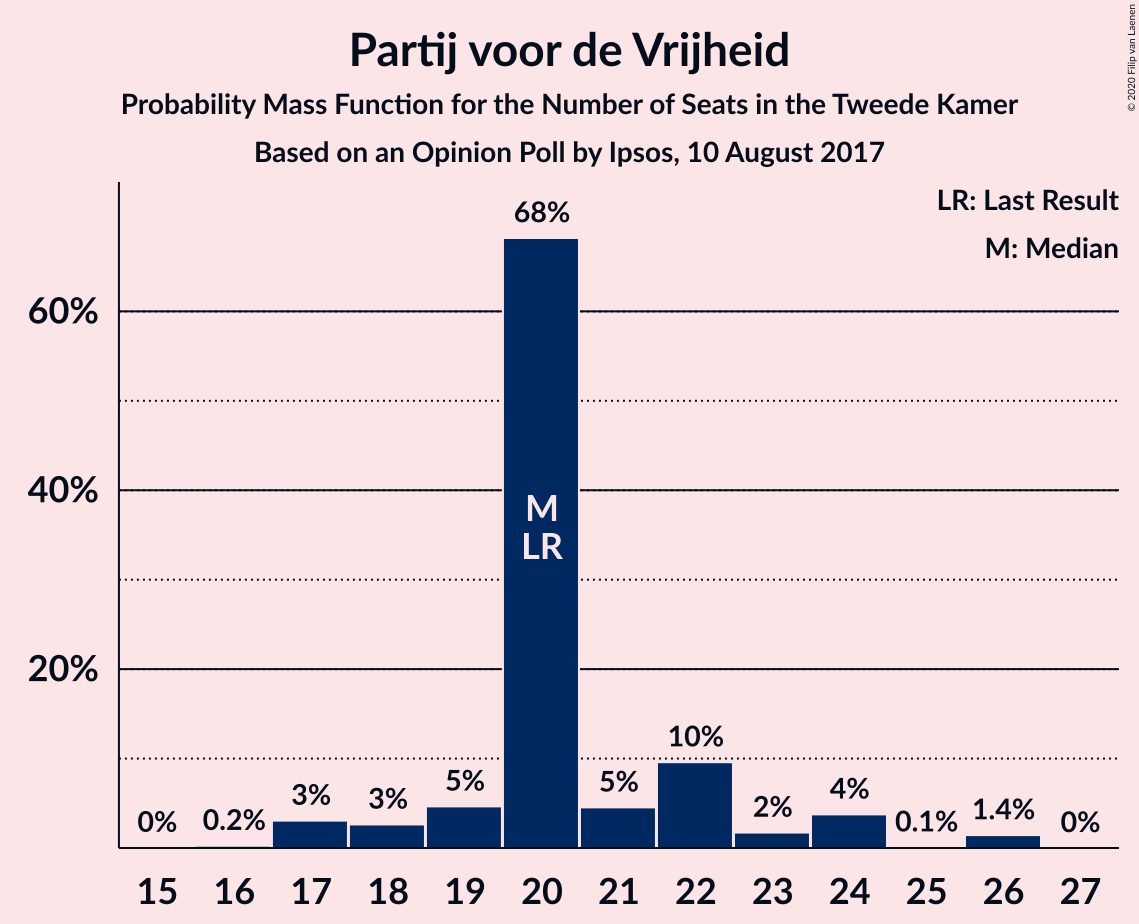 Partij voor de Vrijheid
Probability Mass Function for the Number of Seats in the Tweede Kamer
Based on an Opinion Poll by Ipsos, 10 August 2017
© 2020 Filip van Laenen
LR: Last Result
M: Median
60%
40%
20%
0%
0.2%
3%
3%
5%
68%
5%
10%
2%
4%
0.1%
1.4%
0%
M
LR
15 16 17 18 19 20 21 22 23 24 25 26 27